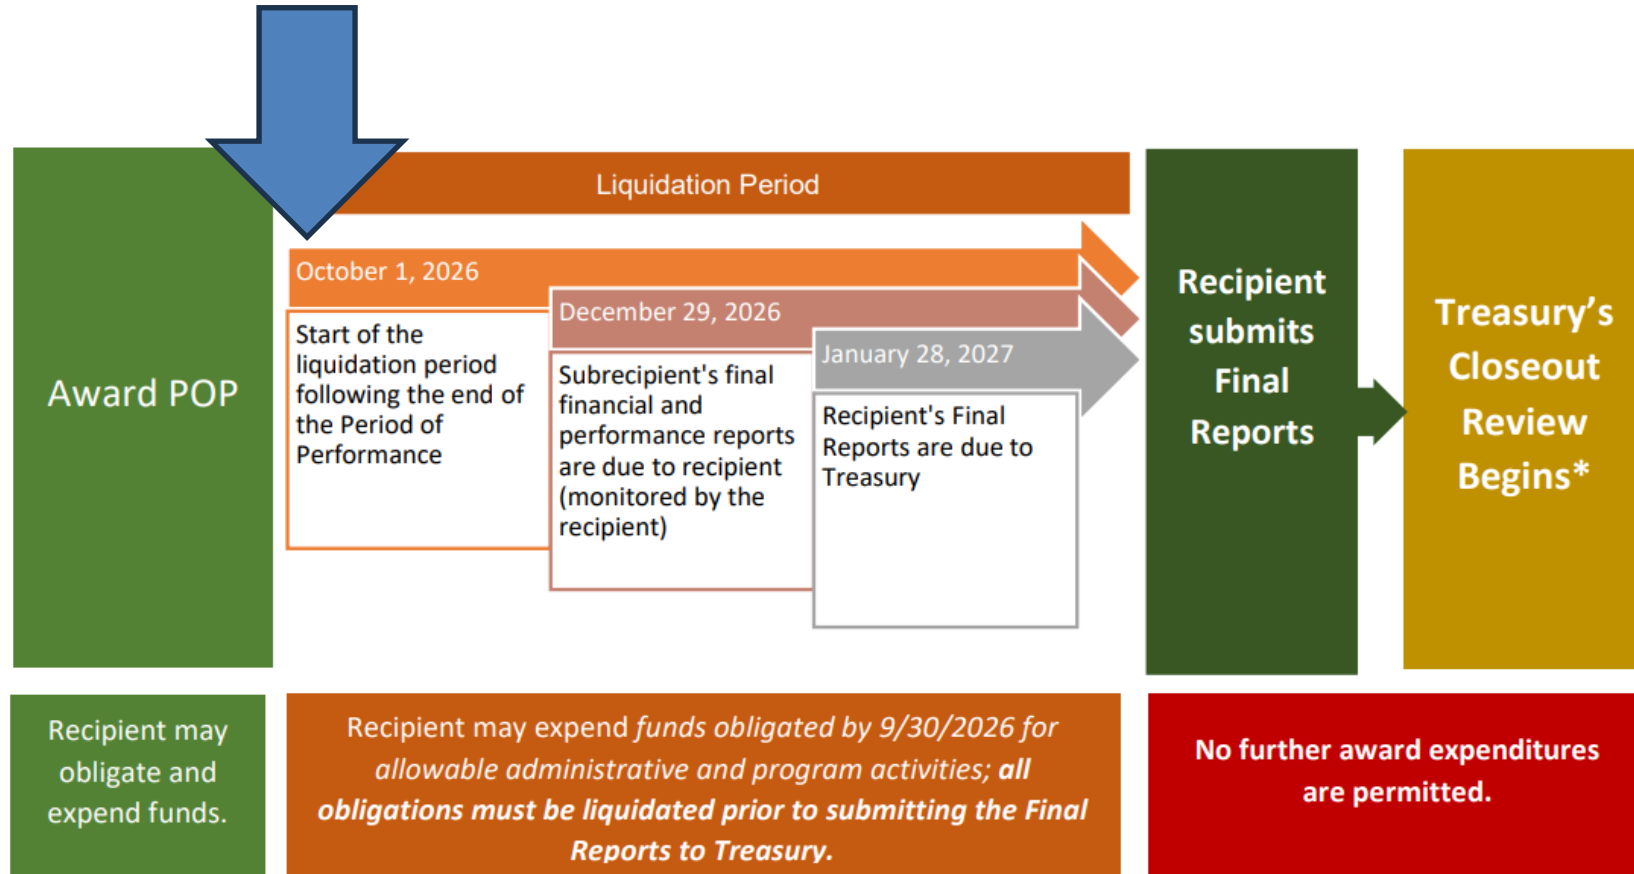 Award POP
Liquidation Period
October 1, 2026
Start of the
liquidation period
following the end of
the Period of
Performance
December 29, 2026
Subrecipient's final
financial and
performance reports
are due to recipient
(monitored by the
recipient)
January 28, 2027
Recipient's Final
Reports are due to
Treasury
Recipient
submits
Final
Reports
Treasury’s
Closeout
Review
Begins*
Recipient may
obligate and
expend funds.
Recipient may expend funds obligated by 9/30/2026 for
allowable administrative and program activities; all
obligations must be liquidated prior to submitting the Final
Reports to Treasury.
No further award expenditures
are permitted.